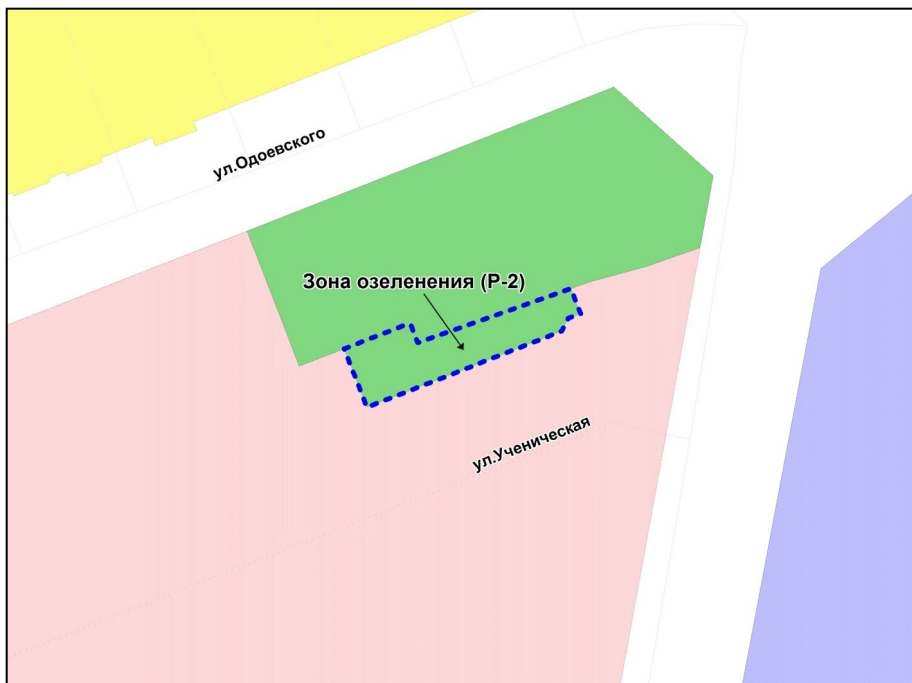 ул.Одоевского
Зона озеленения (Р-2)
ул.Ученическая